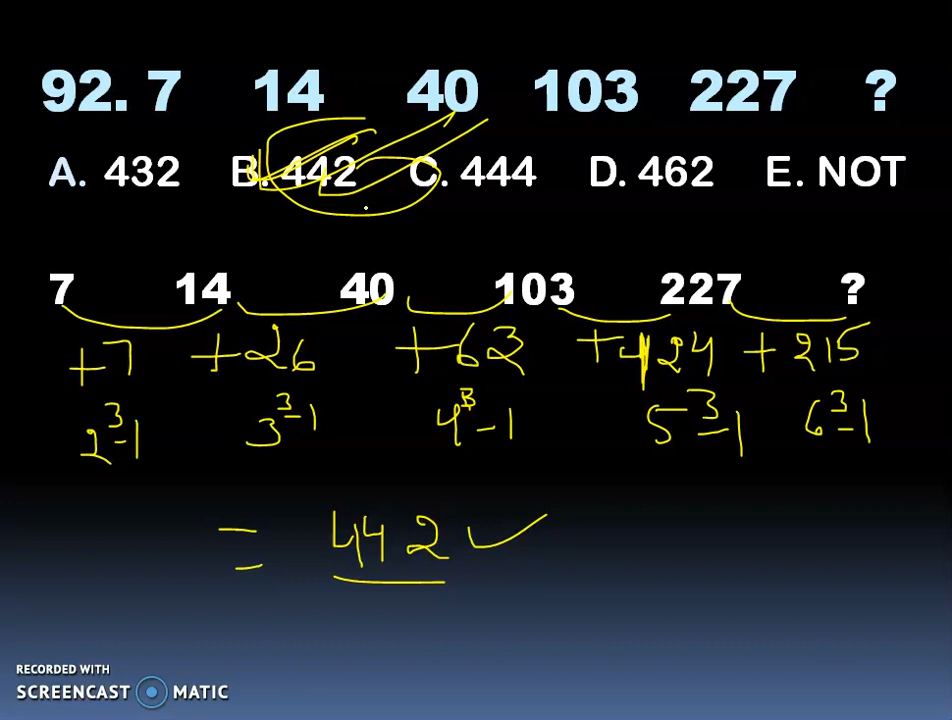 92. 7 14 40 103 227 ?
A. 432 B. 442 C. 444 D. 462 E. NOT
7 14 40 103 227 ?
+7 +26 +63 +124 +215
2³-1 3³-1 4³-1 5³-1 6³-1
= 442 ✓
RECORDED WITH
SCREENCAST MATIC